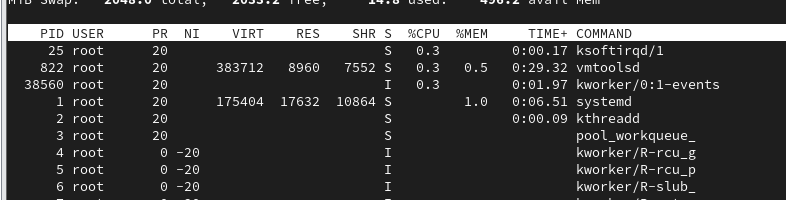 MiB Swap: 2048.0 total, 2033.2 free, 14.8 used. 496.2 avail Mem
PID USER PR NI VIRT RES SHR S %CPU %MEM TIME+ COMMAND
25 root 20 S 0.3 0:00.17 ksoftirqd/1
822 root 20 383712 8960 7552 S 0.3 0.5 0:29.32 vmtoolsd
38560 root 20 I 0.3 0:01.97 kworker/0:1-events
1 root 20 175404 17632 10864 S 1.0 0:06.51 systemd
2 root 20 S 0:00.09 kthreadd
3 root 20 S pool_workqueue_
4 root 0 -20 I kworker/R-rcu_g
5 root 0 -20 I kworker/R-rcu_p
6 root 0 -20 I kworker/R-slub_